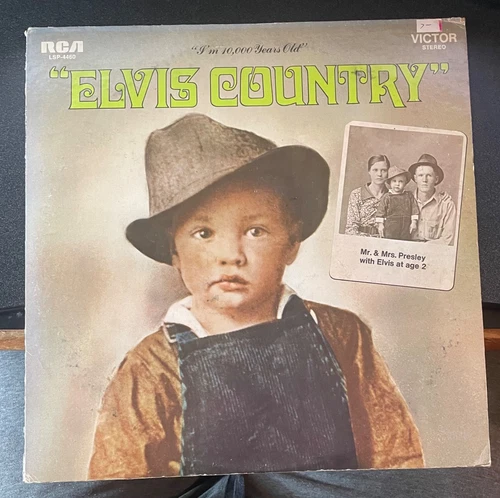 RCA
LSP-4460
"I'm 10,000 Years Old"
VICTOR
STEREO
"ELVIS COUNTRY"
Mr. & Mrs. Presley
with Elvis at age 2